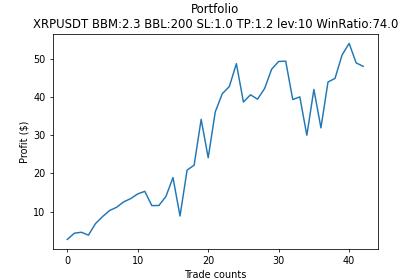 Portfolio
XRPUSDT BBM:2.3 BBL:200 SL:1.0 TP:1.2 lev:10 WinRatio:74.0
50
40
30
20
10
Profit ($)
0
10
20
30
40
Trade counts